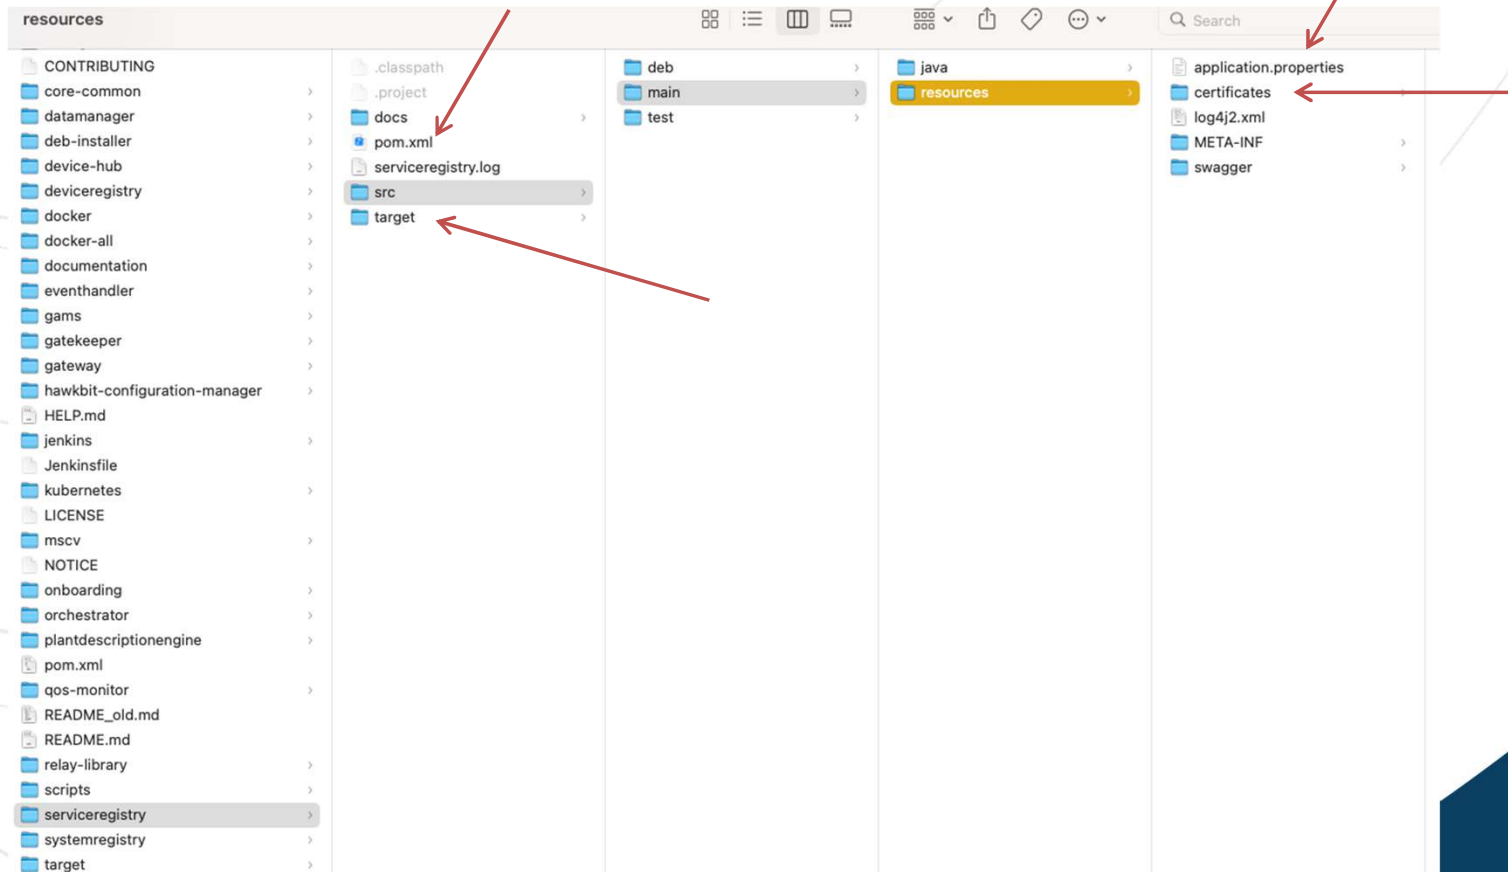 resources
Search
CONTRIBUTING
core-common
datamanager
deb-installer
device-hub
deviceregistry
docker
docker-all
documentation
eventhandler
gams
gatekeeper
gateway
hawkbit-configuration-manager
HELP.md
jenkins
Jenkinsfile
kubernetes
LICENSE
mscv
NOTICE
onboarding
orchestrator
plantdescriptionengine
pom.xml
qos-monitor
README_old.md
README.md
relay-library
scripts
serviceregistry
systemregistry
target
.classpath
.project
docs
pom.xml
serviceregistry.log
src
target
deb
main
test
java
resources
application.properties
certificates
log4j2.xml
META-INF
swagger